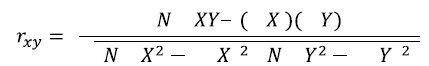 r_xy = N XY– ( X )( Y) / N X² – X ² N Y² – Y ²